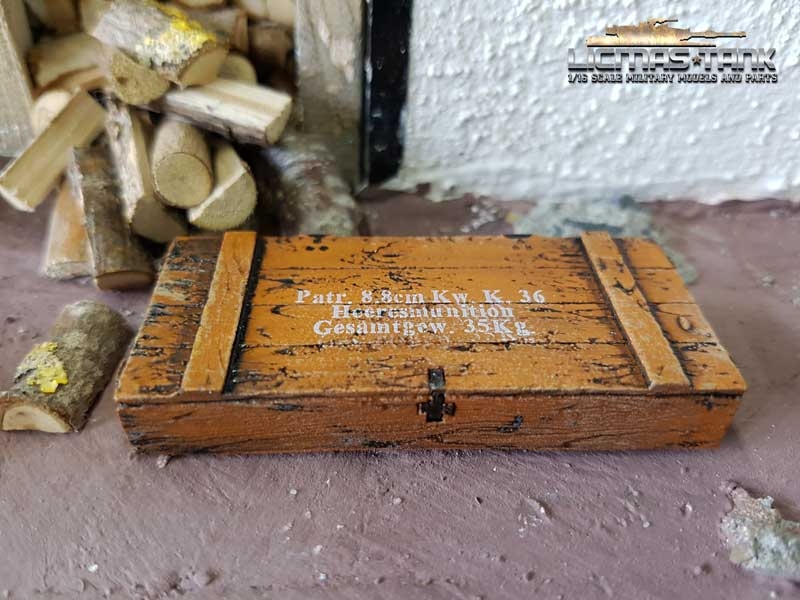 LICMAS★TANK
1/16 SCALE MILITARY MODELS AND PARTS
Patr. 8,8cm Kw. K. 36
Heeresmunition
Gesamtgew. 35Kg